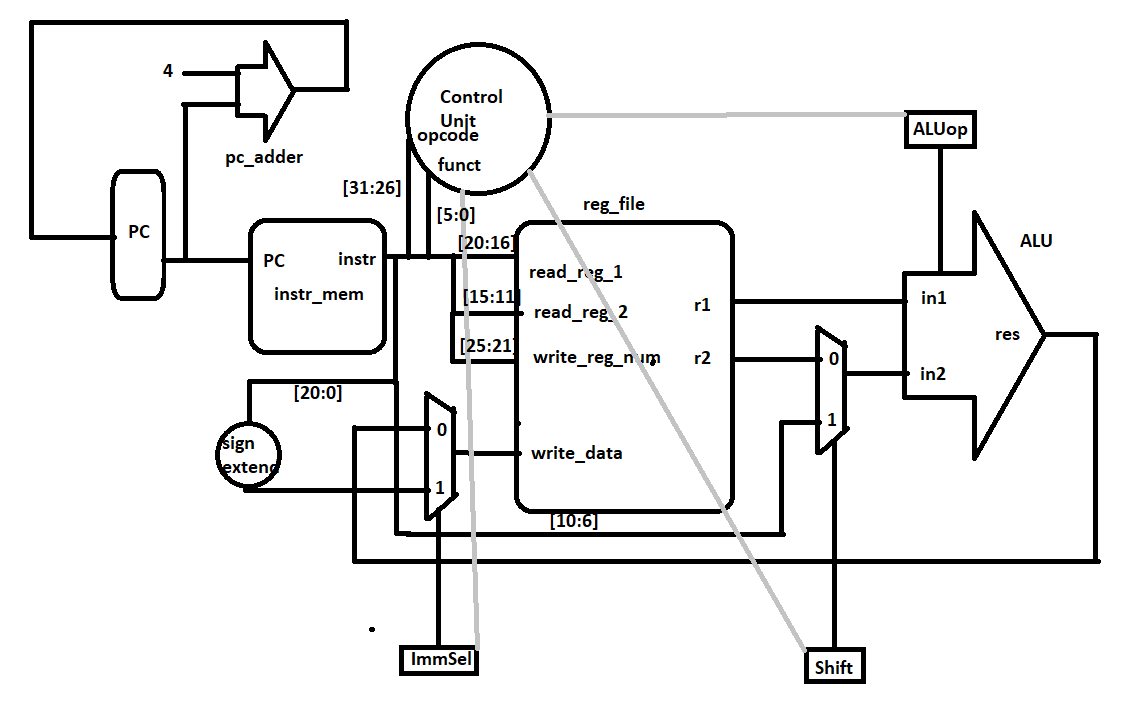 4
pc_adder
Control
Unit
opcode
funct
ALUop
[31:26]
[5:0]
reg_file
PC
PC
instr
instr_mem
[20:16]
read_reg_1
[15:11]
read_reg_2
[25:21]
write_reg_num
write_data
r1
r2
ALU
in1
res
in2
0
1
[20:0]
sign
extend
0
1
[10:6]
ImmSel
Shift